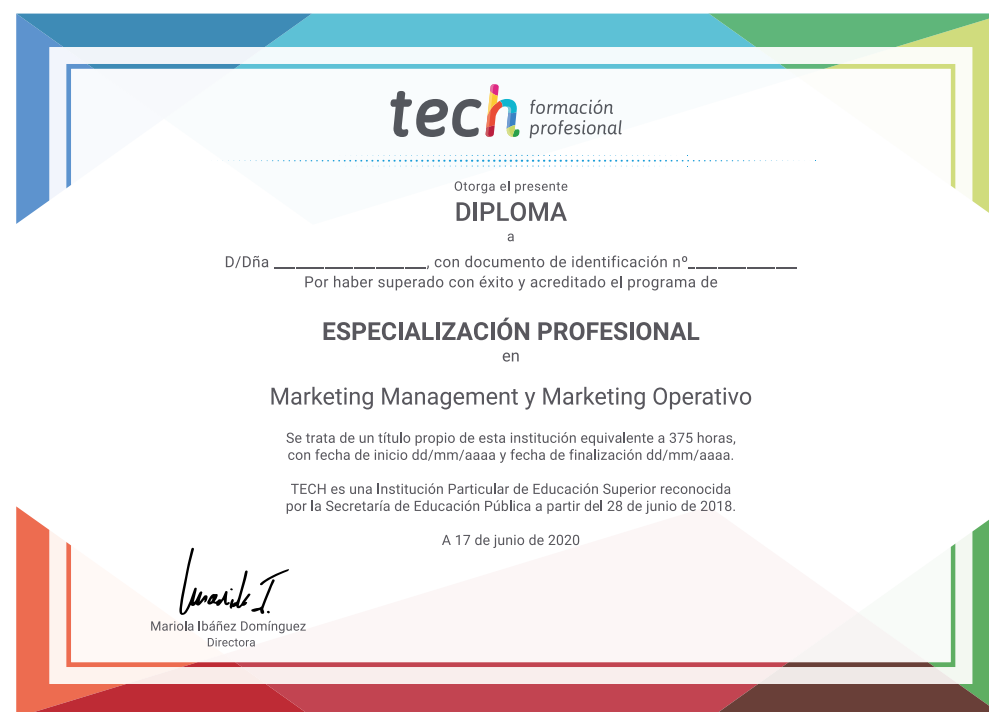 tech formación
profesional
Otorga el presente
DIPLOMA
a
D/Dña ______________, con documento de identificación nº__________
Por haber superado con éxito y acreditado el programa de
ESPECIALIZACIÓN PROFESIONAL
en
Marketing Management y Marketing Operativo
Se trata de un título propio de esta institución equivalente a 375 horas,
con fecha de inicio dd/mm/aaaa y fecha de finalización dd/mm/aaaa.
TECH es una Institución Particular de Educación Superior reconocida
por la Secretaría de Educación Pública a partir del 28 de junio de 2018.
A 17 de junio de 2020
Mariola I.
Mariola Ibáñez Domínguez
Directora